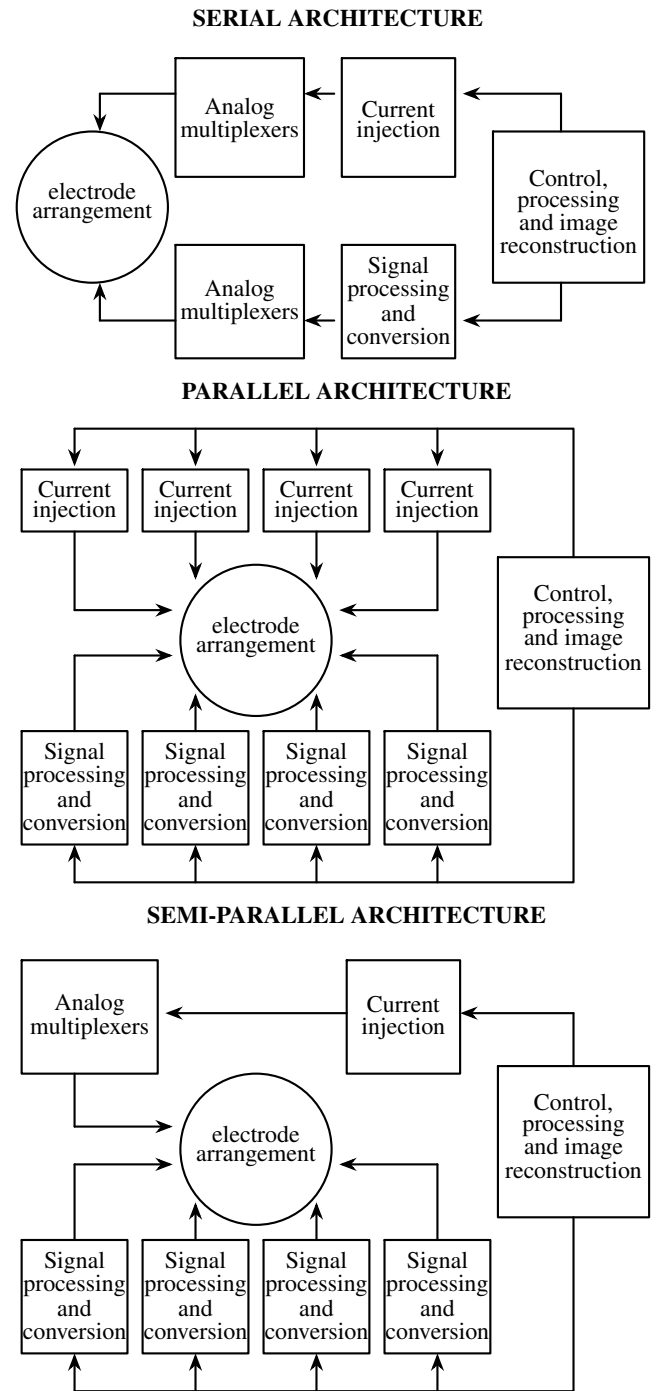 SERIAL ARCHITECTURE
Analog
multiplexers
Current
injection
electrode
arrangement
Control,
processing
and image
reconstruction
Analog
multiplexers
Signal
processing
and
conversion
PARALLEL ARCHITECTURE
Current
injection
Current
injection
Current
injection
Current
injection
electrode
arrangement
Control,
processing
and image
reconstruction
Signal
processing
and
conversion
Signal
processing
and
conversion
Signal
processing
and
conversion
Signal
processing
and
conversion
SEMI-PARALLEL ARCHITECTURE
Analog
multiplexers
Current
injection
electrode
arrangement
Control,
processing
and image
reconstruction
Signal
processing
and
conversion
Signal
processing
and
conversion
Signal
processing
and
conversion
Signal
processing
and
conversion